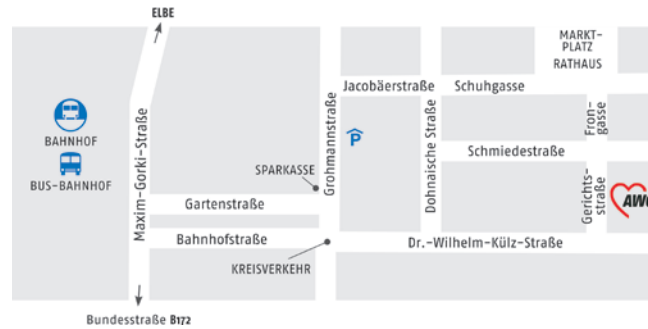 ELBE
MARKT-
PLATZ
RATHAUS
Jacobäerstraße
Schuhgasse
BAHNHOF
BUS-BAHNHOF
Maxim-Gorki-Straße
Grohmannstraße
P
Dohnaische Straße
Fron-
gasse
Schmiedestraße
SPARKASSE
Gartenstraße
Gerichts-
straße
AWO
Bahnhofstraße
Dr.-Wilhelm-Külz-Straße
KREISVERKEHR
Bundesstraße B172